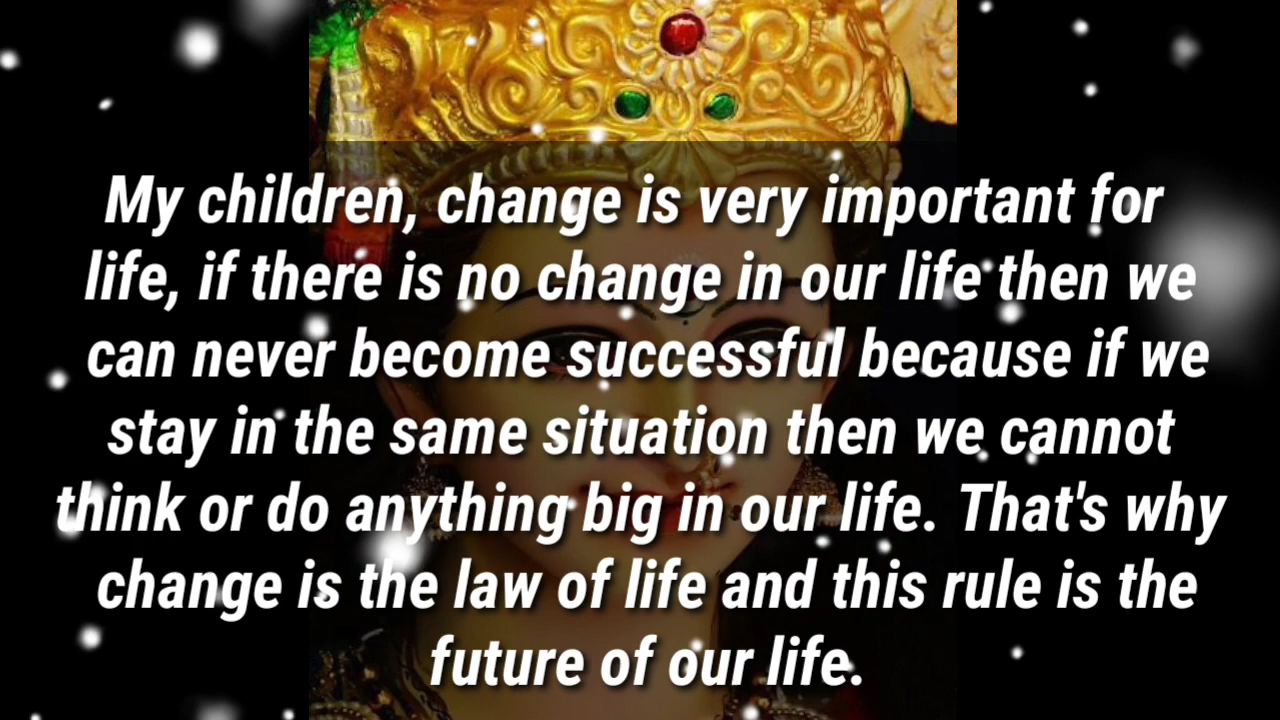 My children, change is very important for
life, if there is no change in our life then we
can never become successful because if we
stay in the same situation then we cannot
think or do anything big in our life. That's why
change is the law of life and this rule is the
future of our life.